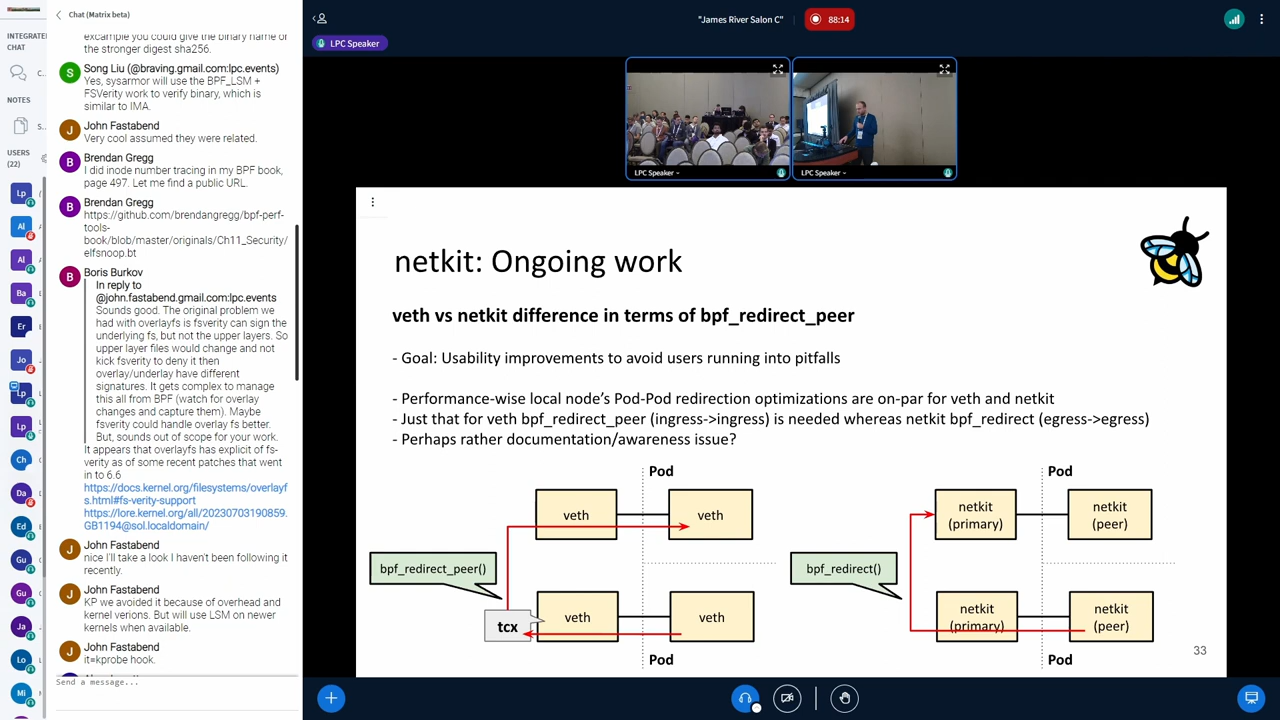 INTEGRATE
CHAT
C..
NOTES
S..
USERS
(22)
Lp
Al
Al
Ba
Er
Jo
Lp
Lp
Ch
Da
Ed
Gu
Gu
Ja
Lo
Mi
Chat (Matrix beta)
excample you could give the binary name or
the stronger digest sha256.
S
Song Liu (@braving.gmail.com:lpc.events)
Yes, sysarmor will use the BPF_LSM +
FSVerity work to verify binary, which is
similar to IMA.
J
John Fastabend
Very cool assumed they were related.
B
Brendan Gregg
I did inode number tracing in my BPF book,
page 497. Let me find a public URL.
B
Brendan Gregg
https://github.com/brendangregg/bpf-perf-
tools-
book/blob/master/originals/Ch11_Security/
elfsnoop.bt
B
Boris Burkov
In reply to
@john.fastabend.gmail.com:lpc.events
Sounds good. The original problem we
had with overlayfs is fsverity can sign the
underlying fs, but not the upper layers. So
upper layer files would change and not
kick fsverity to deny it then
overlay/underlay have different
signatures. It gets complex to manage
this all from BPF (watch for overlay
changes and capture them). Maybe
fsverity could handle overlay fs better.
But, sounds out of scope for your work.
It appears that overlayfs has explicit of fs-
verity as of some recent patches that went
in to 6.6
https://docs.kernel.org/filesystems/overlayf
s.html#fs-verity-support
https://lore.kernel.org/all/20230703190859.
GB1194@sol.localdomain/
J
John Fastabend
nice I'll take a look I haven't been following it
recently.
J
John Fastabend
KP we avoided it because of overhead and
kernel verions. But will use LSM on newer
kernels when available.
J
John Fastabend
it=kprobe hook.
Send a message...
"James River Salon C"
88:14
LPC Speaker
LPC Speaker
LPC Speaker
netkit: Ongoing work
veth vs netkit difference in terms of bpf_redirect_peer
- Goal: Usability improvements to avoid users running into pitfalls
- Performance-wise local node's Pod-Pod redirection optimizations are on-par for veth and netkit
- Just that for veth bpf_redirect_peer (ingress->ingress) is needed whereas netkit bpf_redirect (egress->egress)
- Perhaps rather documentation/awareness issue?
Pod
veth
veth
bpf_redirect_peer()
tcx
veth
veth
Pod
Pod
netkit
(primary)
netkit
(peer)
bpf_redirect()
netkit
(primary)
netkit
(peer)
Pod
33